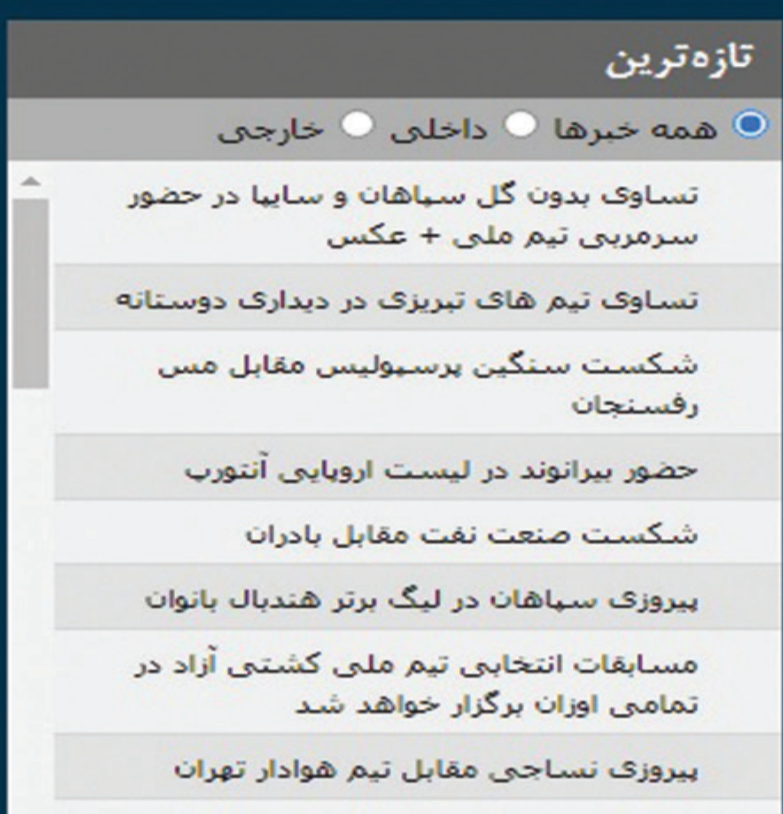 تازه‌ترین
همه خبرها داخلی خارجی
تساوی بدون گل سپاهان و سایپا در حضور
سرمربی تیم ملی + عکس
تساوی تیم های تبریزی در دیداری دوستانه
شکست سنگین پرسپولیس مقابل مس
رفسنجان
حضور بیرانوند در لیست اروپایی آنتورپ
شکست صنعت نفت مقابل بادران
پیروزی سپاهان در لیگ برتر هندبال بانوان
مسابقات انتخابی تیم ملی کشتی آزاد در
تمامی اوزان برگزار خواهد شد
پیروزی نساجی مقابل تیم هوادار تهران